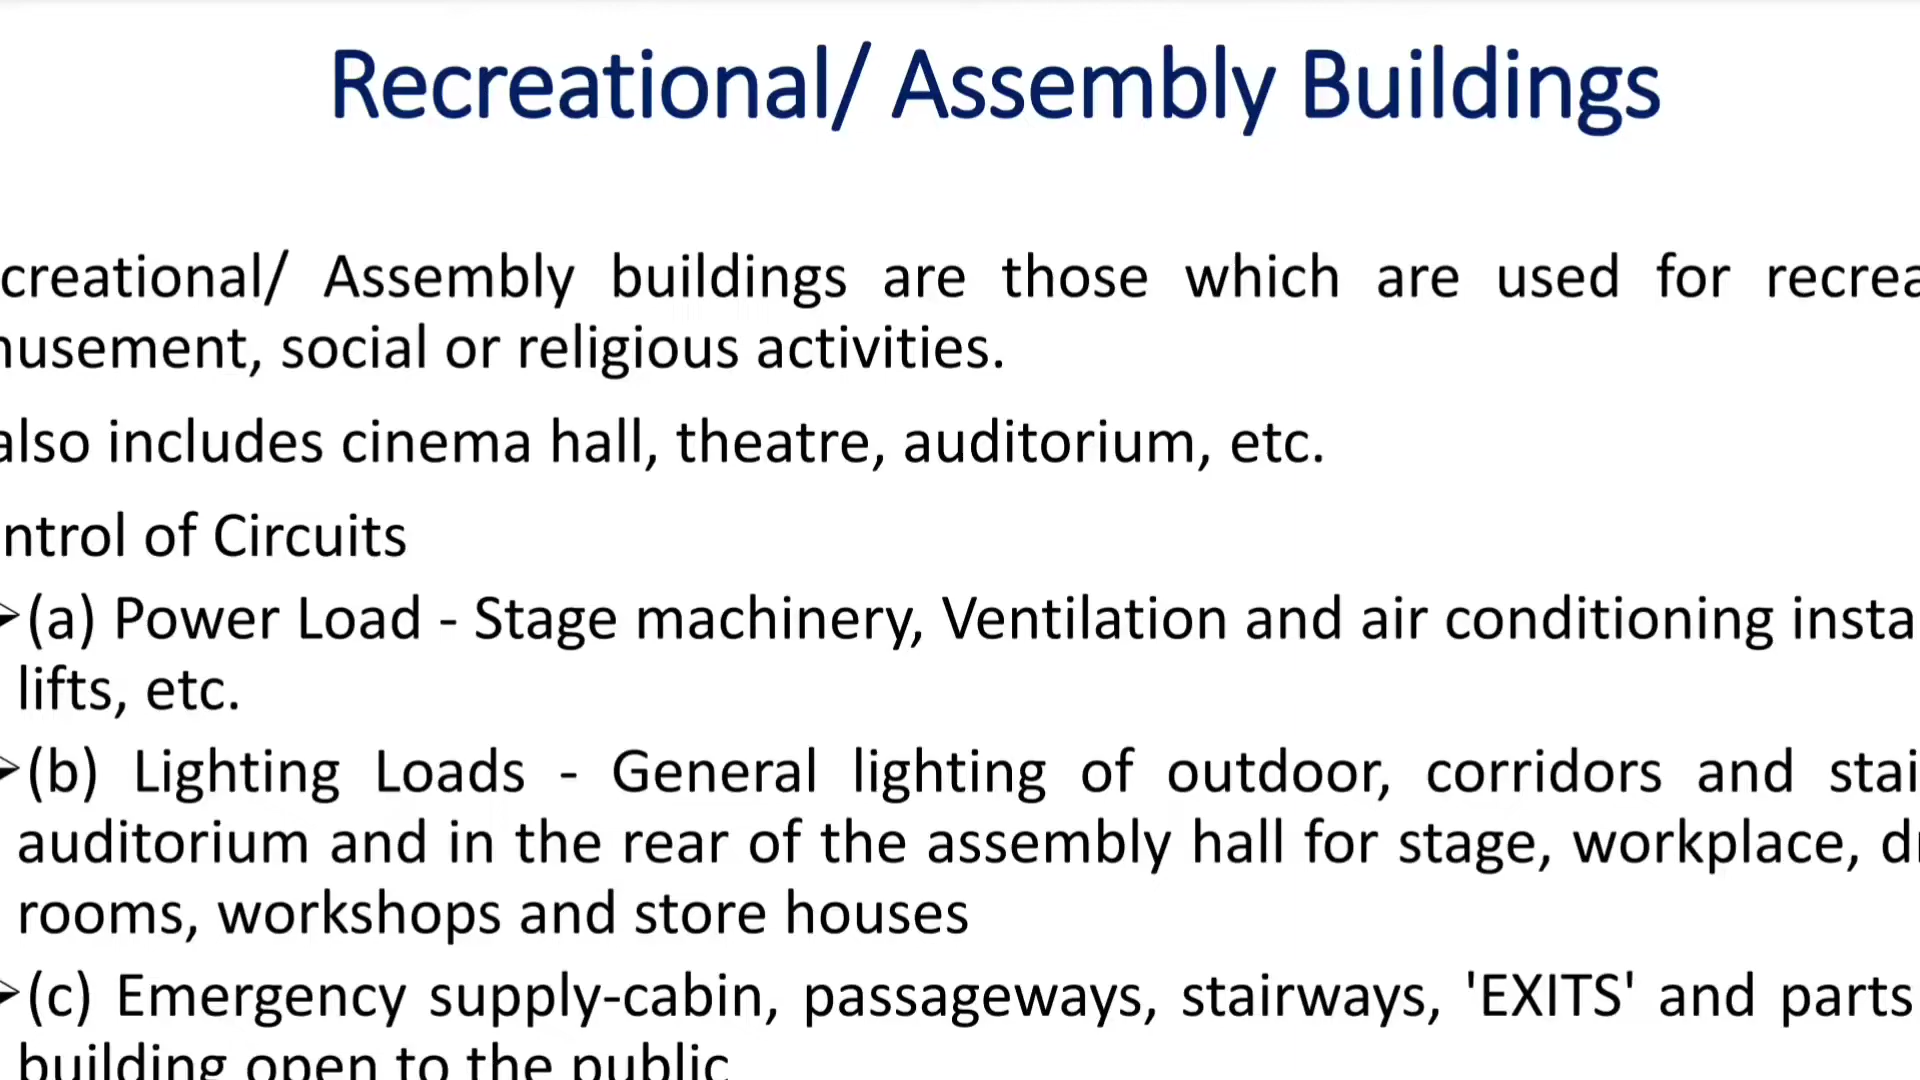 Recreational/ Assembly Buildings
creational/ Assembly buildings are those which are used for recrea
usement, social or religious activities.
also includes cinema hall, theatre, auditorium, etc.
ntrol of Circuits
(a) Power Load - Stage machinery, Ventilation and air conditioning insta
lifts, etc.
(b) Lighting Loads - General lighting of outdoor, corridors and stai
auditorium and in the rear of the assembly hall for stage, workplace, d
rooms, workshops and store houses
(c) Emergency supply-cabin, passageways, stairways, 'EXITS' and parts
building open to the public